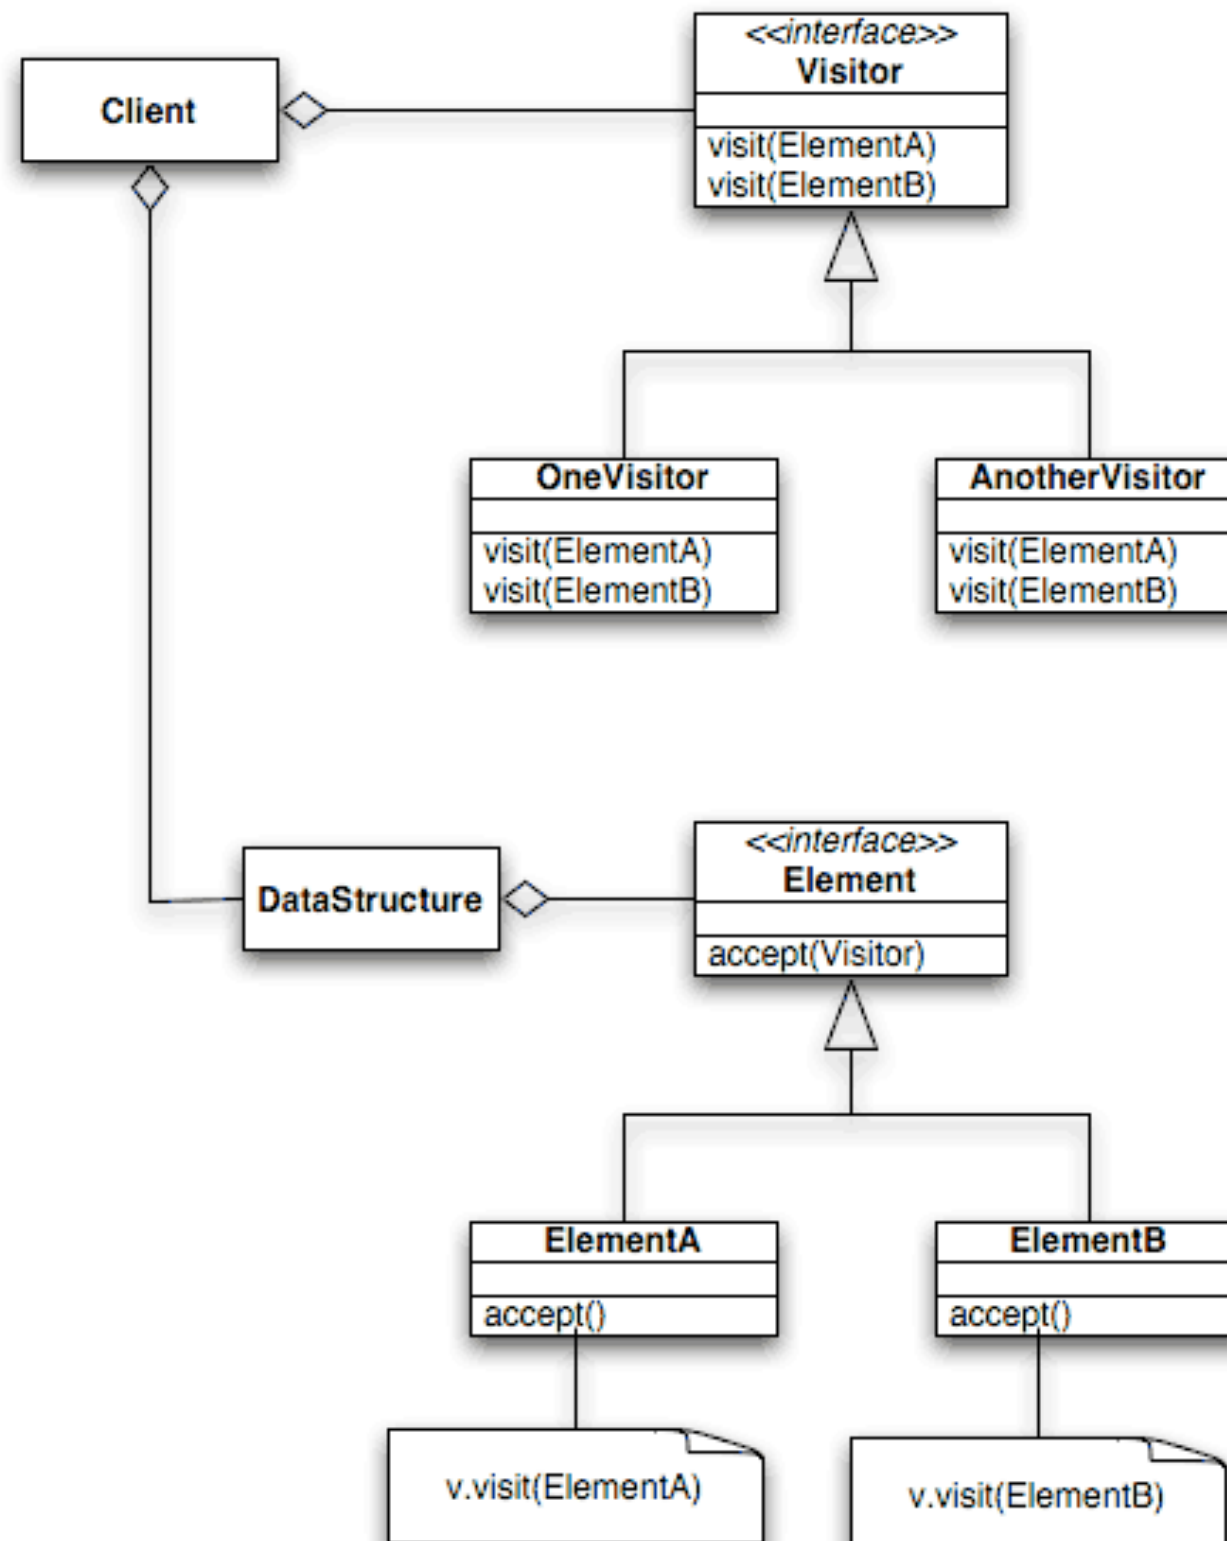 <<interface>>
Visitor
visit(ElementA)
visit(ElementB)
Client
OneVisitor
visit(ElementA)
visit(ElementB)
AnotherVisitor
visit(ElementA)
visit(ElementB)
<<interface>>
Element
accept(Visitor)
DataStructure
ElementA
accept()
ElementB
accept()
v.visit(ElementA)
v.visit(ElementB)